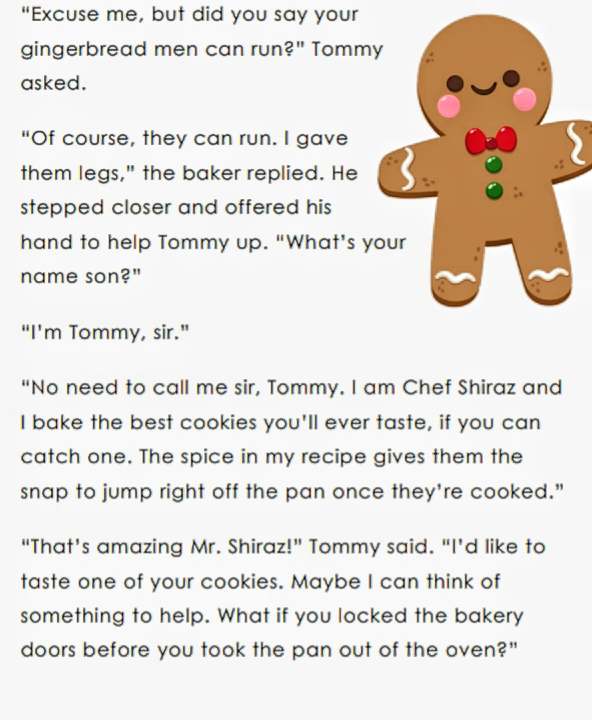 “Excuse me, but did you say your
gingerbread men can run?" Tommy
asked.
"Of course, they can run. I gave
them legs," the baker replied. He
stepped closer and offered his
hand to help Tommy up. “What's your
name son?"
“I'm Tommy, sir."
“No need to call me sir, Tommy. I am Chef Shiraz and
I bake the best cookies you'll ever taste, if you can
catch one. The spice in my recipe gives them the
snap to jump right off the pan once they're cooked."
“That's amazing Mr. Shiraz!" Tommy said. “I'd like to
taste one of your cookies. Maybe I can think of
something to help. What if you locked the bakery
doors before you took the pan out of the oven?"